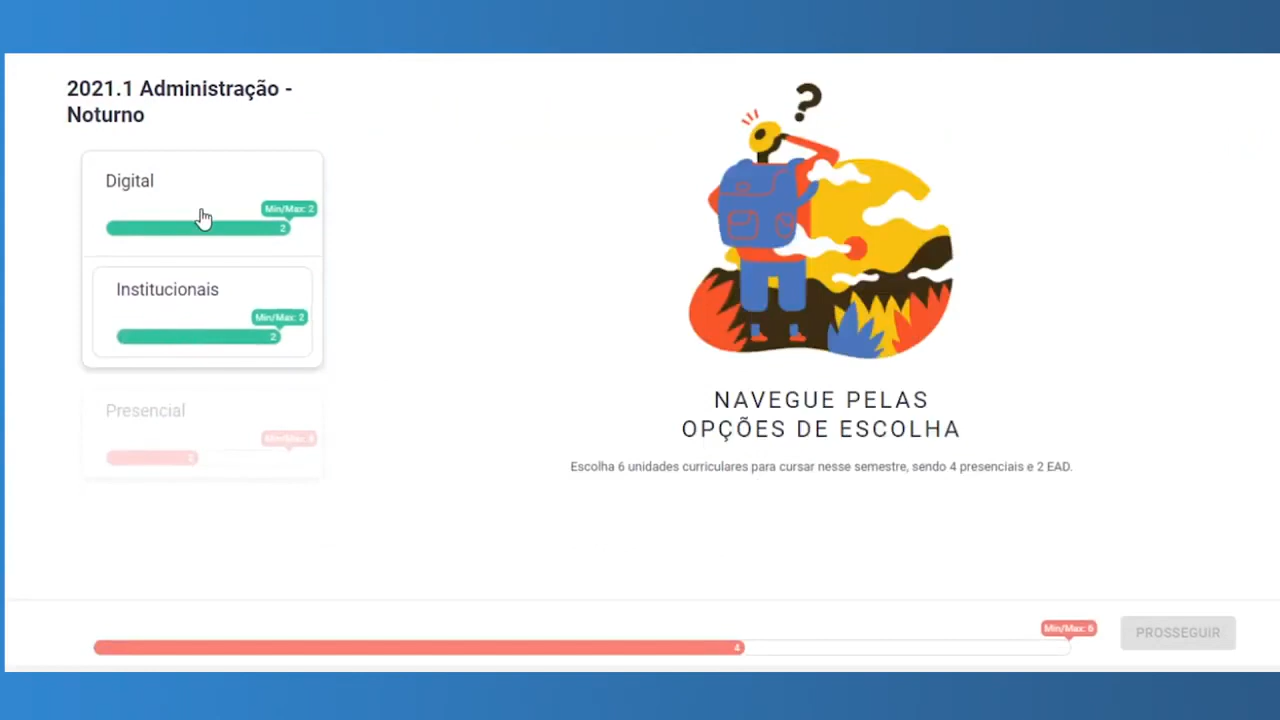 2021.1 Administração -
Noturno
Digital
Min/Max: 2
2
Institucionais
Min/Max: 2
2
Presencial
?
NAVEGUE PELAS
OPÇÕES DE ESCOLHA
Escolha 6 unidades curriculares para cursar nesse semestre, sendo 4 presenciais e 2 EAD.
Min/Max: 6
4
PROSSEGUIR